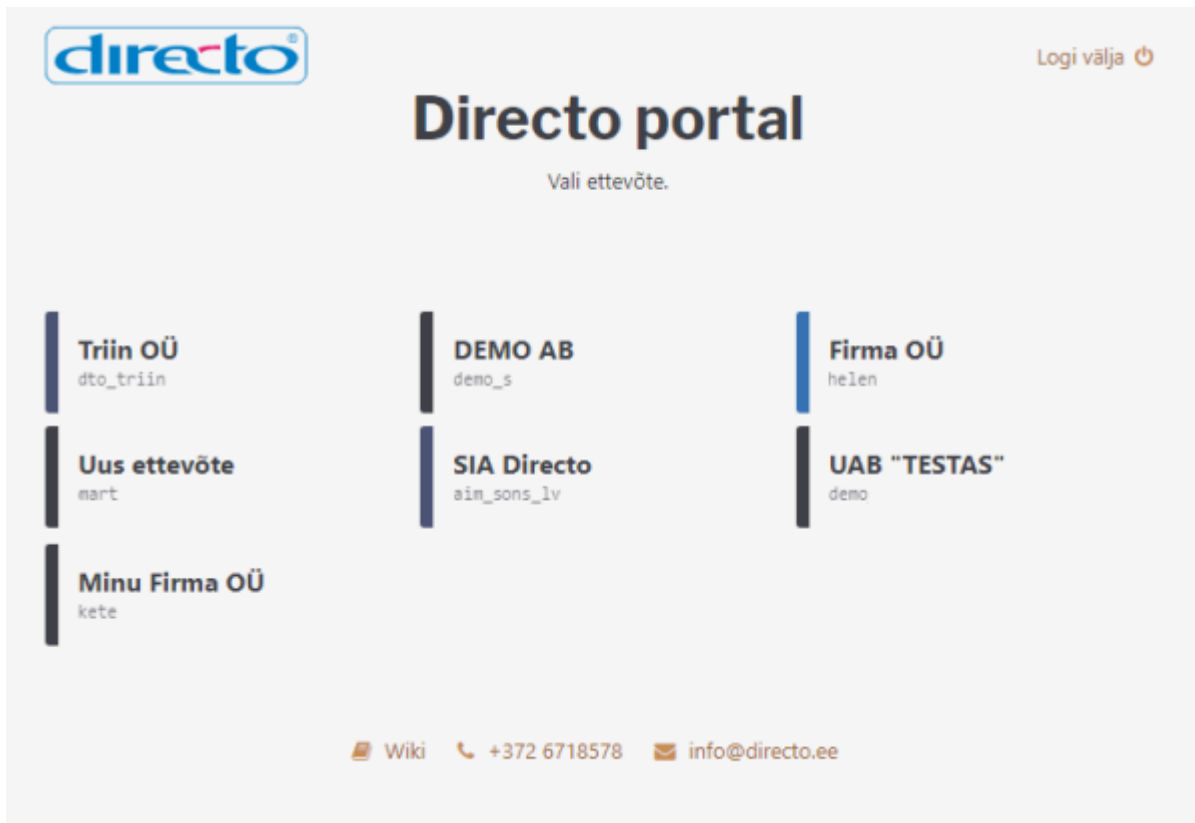 directo®
Logi välja
Directo portal
Vali ettevõte.
Triin OÜ
dto_triin
DEMO AB
demo_s
Firma OÜ
helen
Uus ettevõte
mart
SIA Directo
aim_sons_lv
UAB "TESTAS"
demo
Minu Firma OÜ
kete
Wiki +372 6718578 info@directo.ee